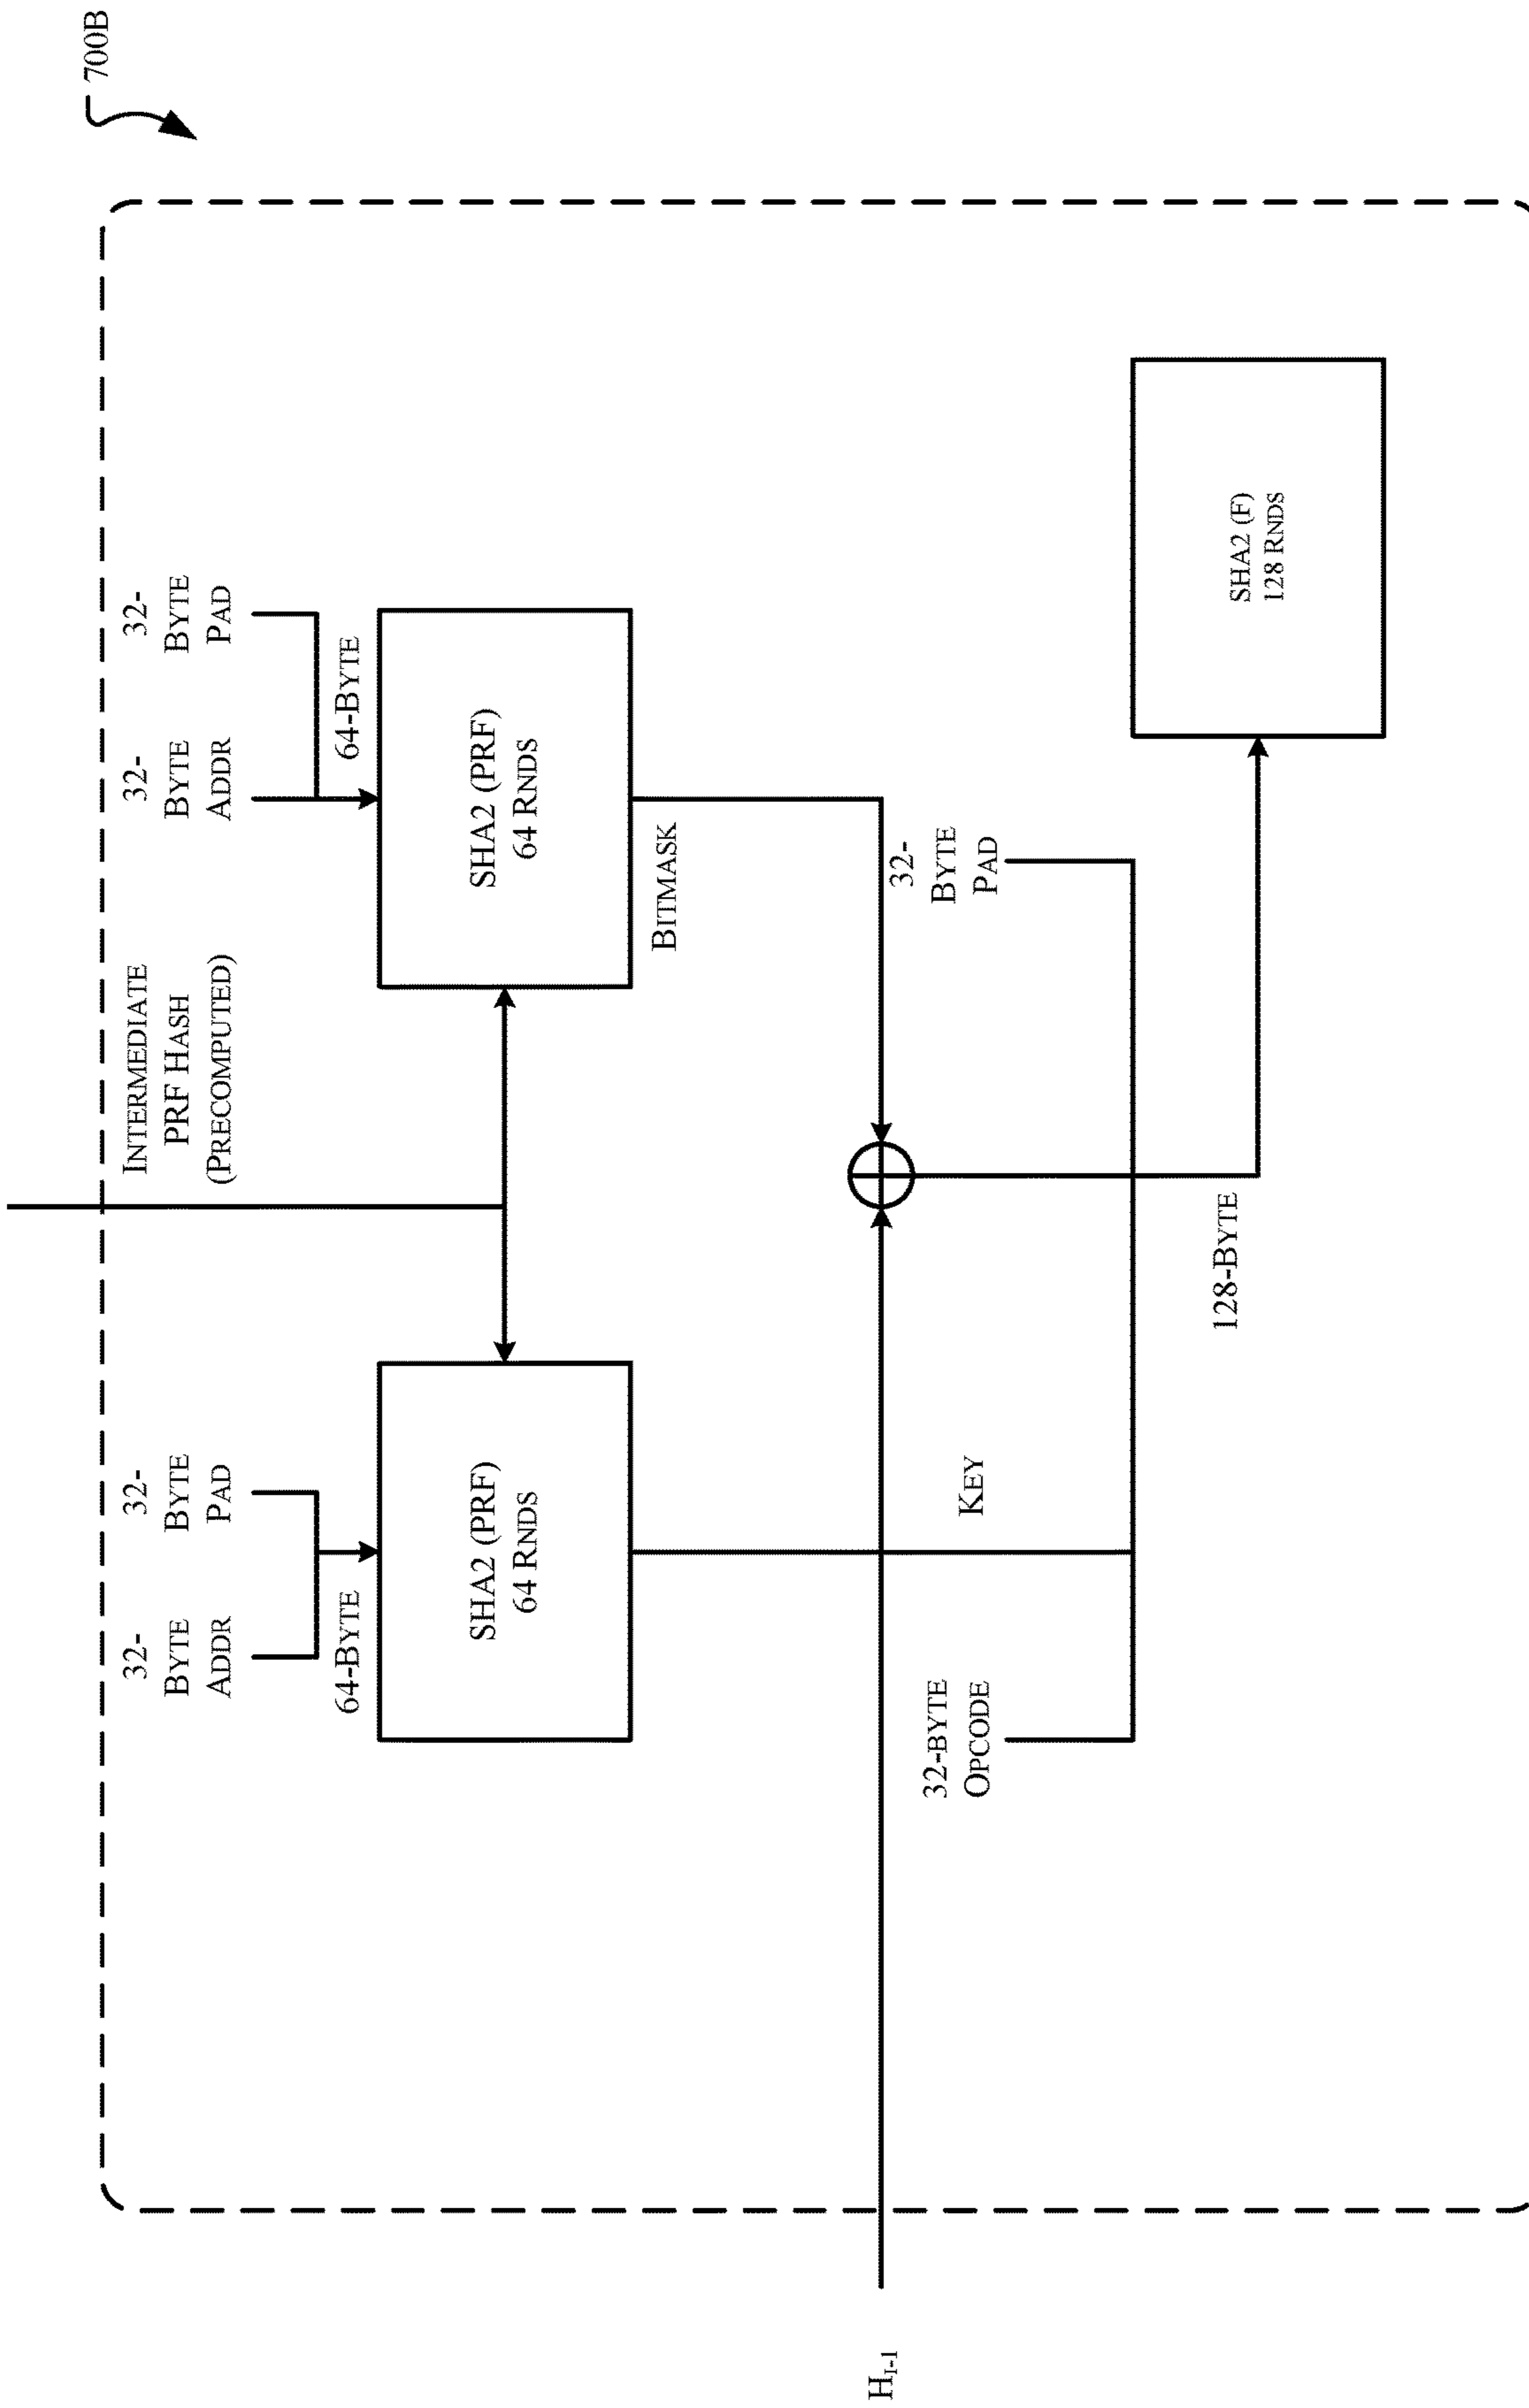 700B
INTERMEDIATE
PRF HASH
(PRECOMPUTED)
32-
BYTE
ADDR
32-
BYTE
PAD
32-
BYTE
ADDR
32-
BYTE
PAD
64-BYTE
64-BYTE
SHA2 (PRF)
64 RNDS
SHA2 (PRF)
64 RNDS
BITMASK
H_{I-1}
32-BYTE
OPCODE
KEY
32-
BYTE
PAD
128-BYTE
SHA2 (F)
128 RNDS